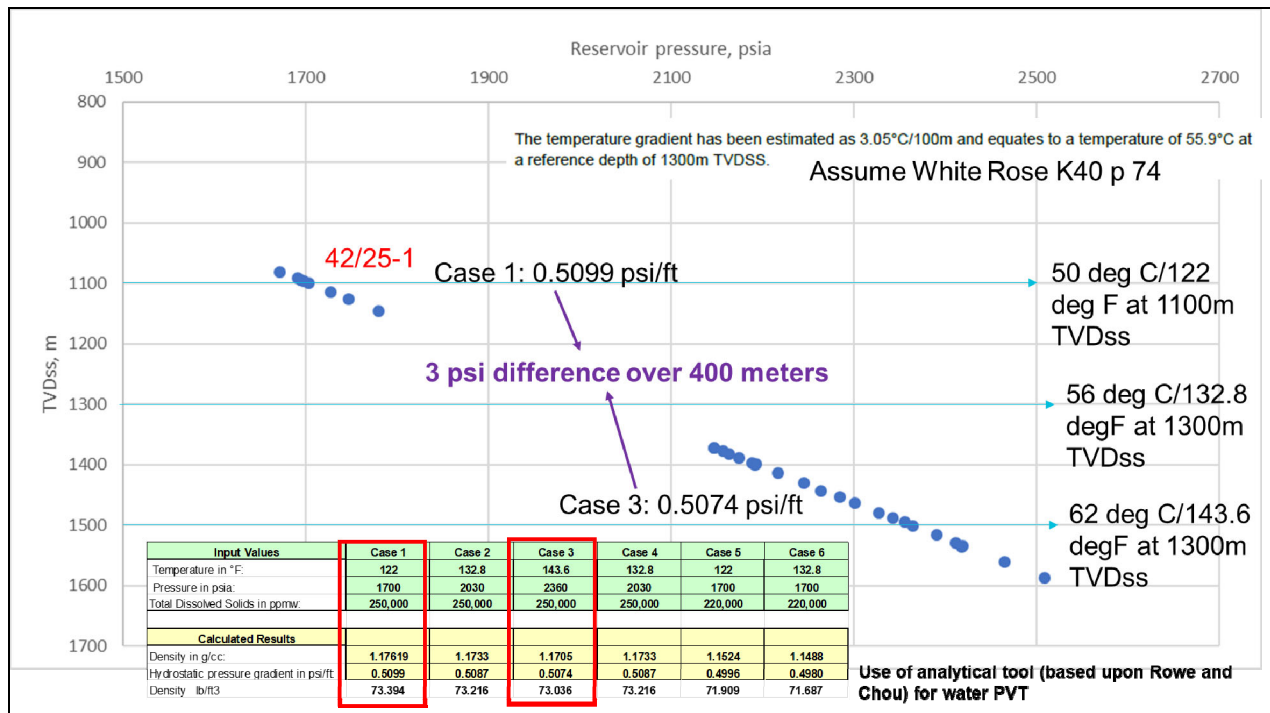 Reservoir pressure, psia
1500 1700 1900 2100 2300 2500 2700
800
The temperature gradient has been estimated as 3.05°C/100m and equates to a temperature of 55.9°C at
a reference depth of 1300m TVDSS.
Assume White Rose K40 p 74
900
1000
42/25-1
Case 1: 0.5099 psi/ft
50 deg C/122
deg F at 1100m
TVDss
1100
1200
TVDss, m
3 psi difference over 400 meters
1300
56 deg C/132.8
degF at 1300m
TVDss
1400
Case 3: 0.5074 psi/ft
1500
62 deg C/143.6
degF at 1300m
TVDss
1600
1700
Input Values Case 1 Case 2 Case 3 Case 4 Case 5 Case 6
Temperature in °F: 122 132.8 143.6 132.8 122 132.8
Pressure in psia: 1700 2030 2360 2030 1700 1700
Total Dissolved Solids in ppmw: 250,000 250,000 250,000 250,000 220,000 220,000
Calculated Results
Density in g/cc: 1.17619 1.1733 1.1705 1.1733 1.1524 1.1488
Hydrostatic pressure gradient in psi/ft: 0.5099 0.5087 0.5074 0.5087 0.4996 0.4980
Density lb/ft3 73.394 73.216 73.036 73.216 71.909 71.687
Use of analytical tool (based upon Rowe and
Chou) for water PVT